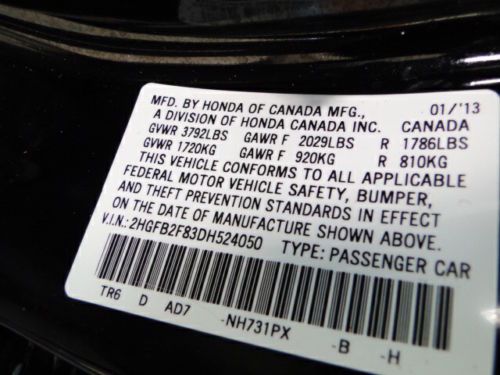 MFD. BY HONDA OF CANADA MFG., 01/'13
A DIVISION OF HONDA CANADA INC. CANADA
GVWR 3792LBS GAWR F 2029LBS R 1786LBS
GVWR 1720KG GAWR F 920KG R 810KG
THIS VEHICLE CONFORMS TO ALL APPLICABLE
FEDERAL MOTOR VEHICLE SAFETY, BUMPER,
AND THEFT PREVENTION STANDARDS IN EFFECT
ON THE DATE OF MANUFACTURE SHOWN ABOVE.
V.I.N.: 2HGFB2F83DH524050 TYPE: PASSENGER CAR
TR6 D AD7 -NH731PX -B -H